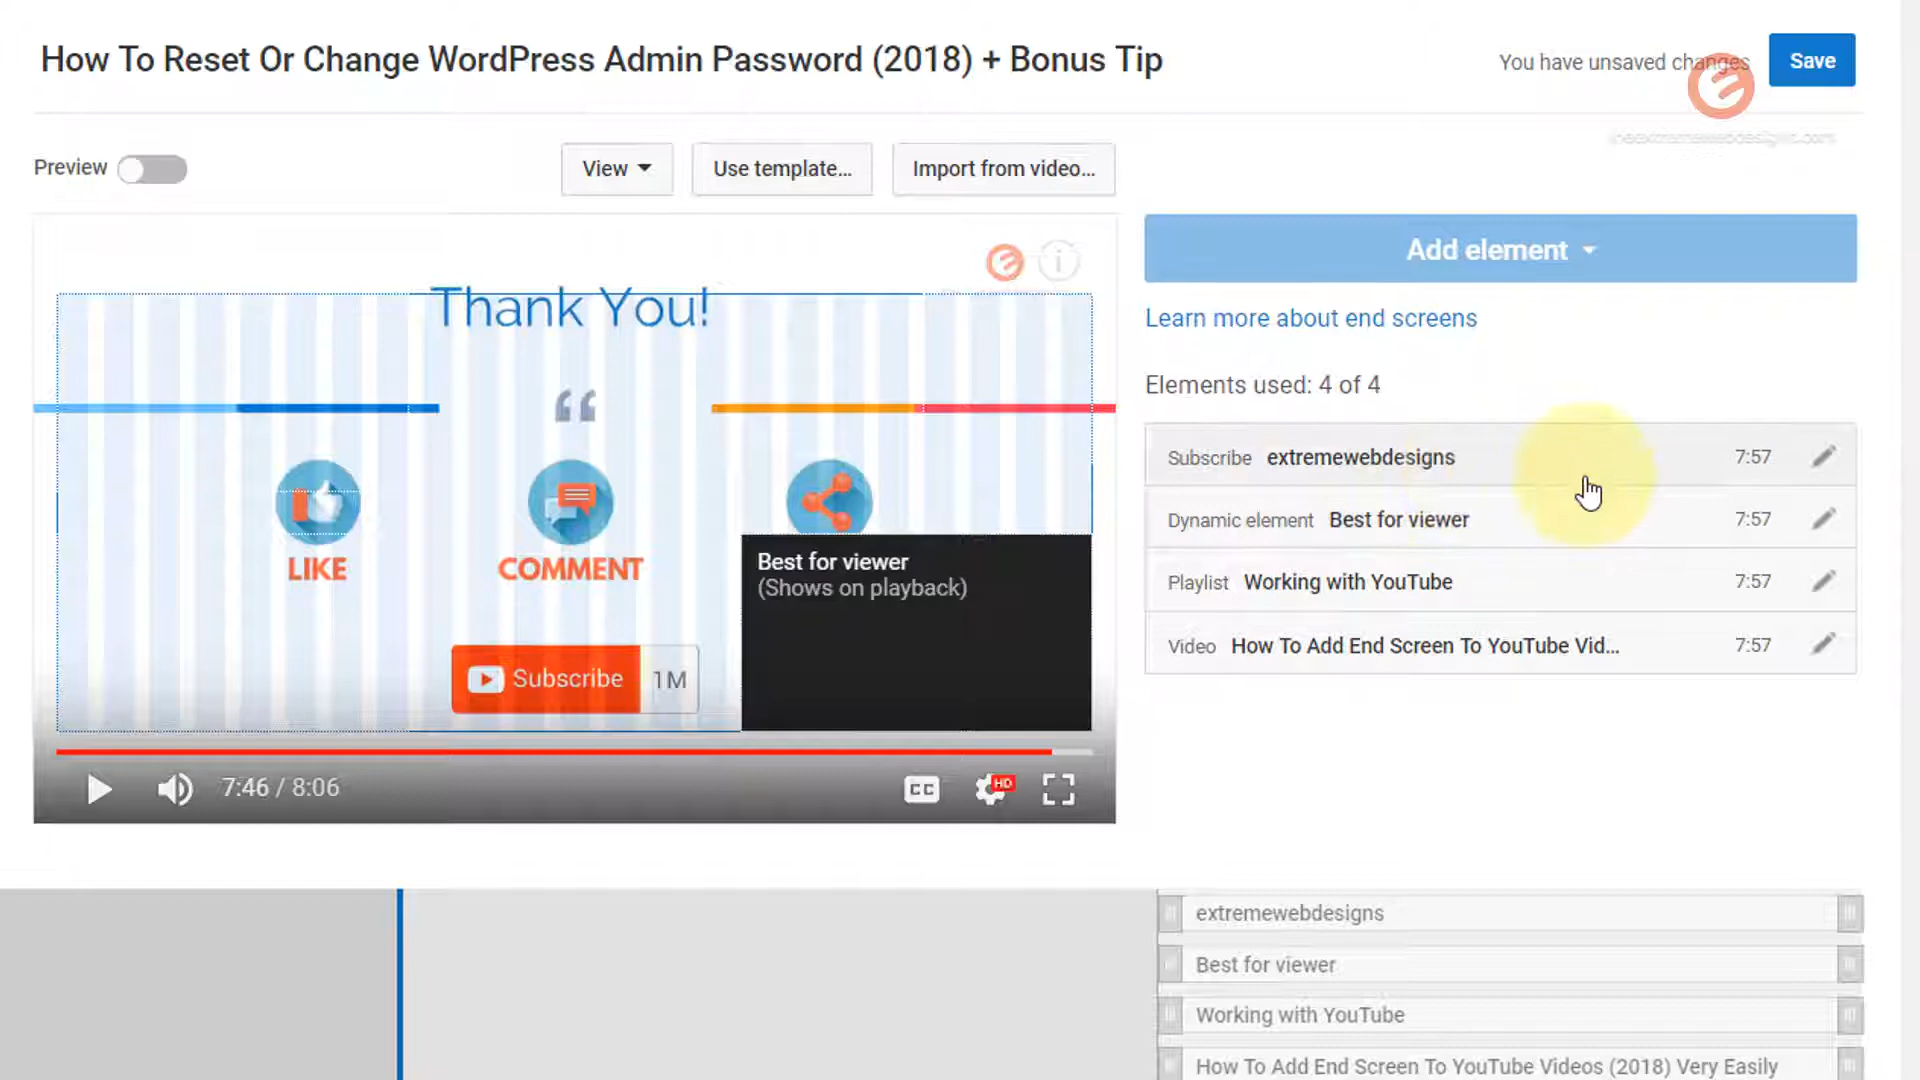 How To Reset Or Change WordPress Admin Password (2018) + Bonus Tip
You have unsaved changes
Save
Preview
View
Use template...
Import from video...
Add element
Learn more about end screens
Elements used: 4 of 4
Subscribe extremewebdesigns 7:57
Dynamic element Best for viewer 7:57
Playlist Working with YouTube 7:57
Video How To Add End Screen To YouTube Vid... 7:57
Thank You!
“
LIKE
COMMENT
Best for viewer
(Shows on playback)
Subscribe 1M
7:46 / 8:06
CC
HD
extremewebdesigns
Best for viewer
Working with YouTube
How To Add End Screen To YouTube Videos (2018) Very Easily